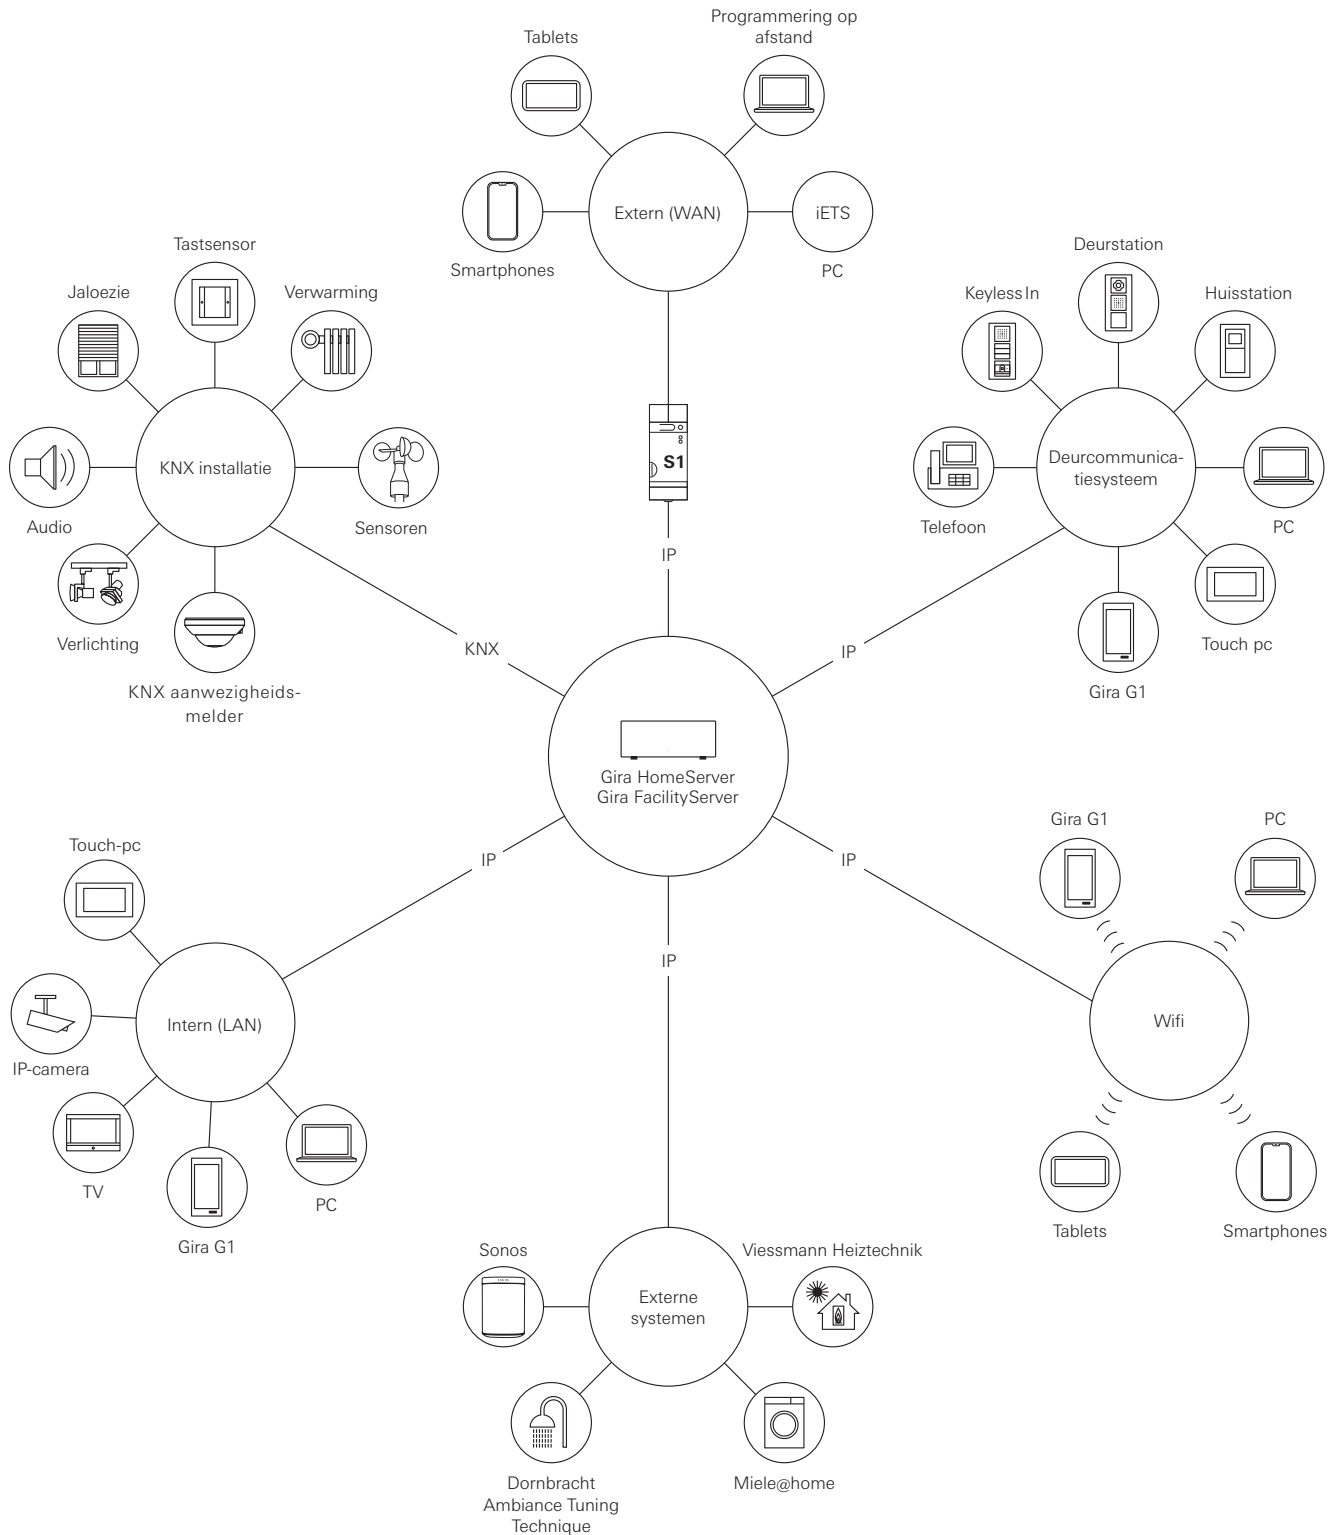 Programmering op
afstand
Tablets
Extern (WAN)
iETS
Smartphones
PC
Tastsensor
Jaloezie
Verwarming
KNX installatie
Audio
Sensoren
Verlichting
KNX aanwezigheids-
melder
KNX
S1
IP
Deurstation
Keyless In
Huisstation
Deurcommunica-
tiesysteem
Telefoon
PC
Touch pc
Gira G1
IP
Gira HomeServer
Gira FacilityServer
Touch-pc
IP
Intern (LAN)
IP-camera
TV
Gira G1
PC
IP
Gira G1
PC
IP
Wifi
Tablets
Smartphones
Sonos
Viessmann Heiztechnik
Externe
systemen
Dornbracht
Ambiance Tuning
Technique
Miele@home